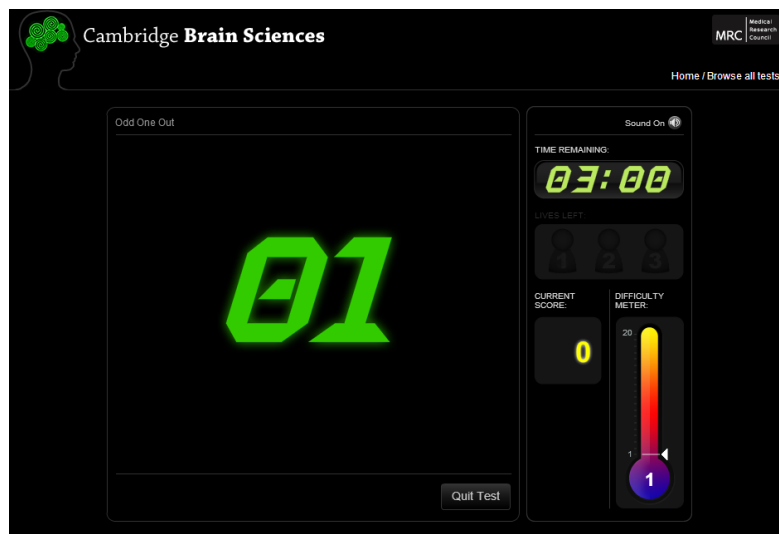 Cambridge Brain Sciences
MRC
Medical
Research
Council
Home / Browse all tests
Odd One Out
01
Quit Test
Sound On
TIME REMAINING:
03:00
LIVES LEFT:
1 2 3
CURRENT
SCORE:
0
DIFFICULTY
METER:
20
1
1